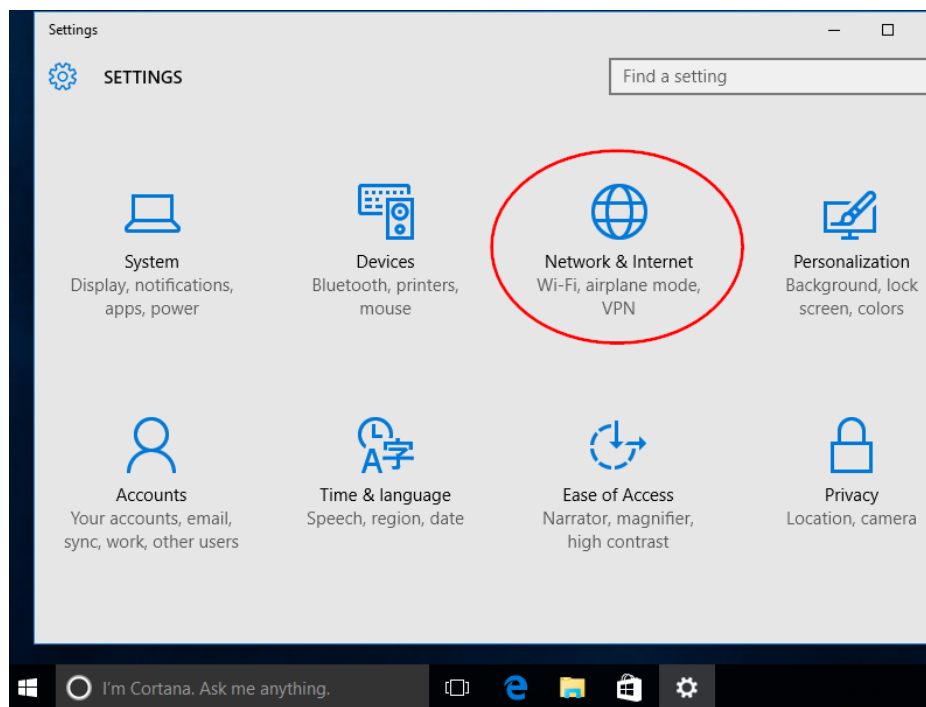 Settings
SETTINGS
Find a setting
System
Display, notifications,
apps, power
Devices
Bluetooth, printers,
mouse
Network & Internet
Wi-Fi, airplane mode,
VPN
Personalization
Background, lock
screen, colors
Accounts
Your accounts, email,
sync, work, other users
Time & language
Speech, region, date
Ease of Access
Narrator, magnifier,
high contrast
Privacy
Location, camera
I'm Cortana. Ask me anything.